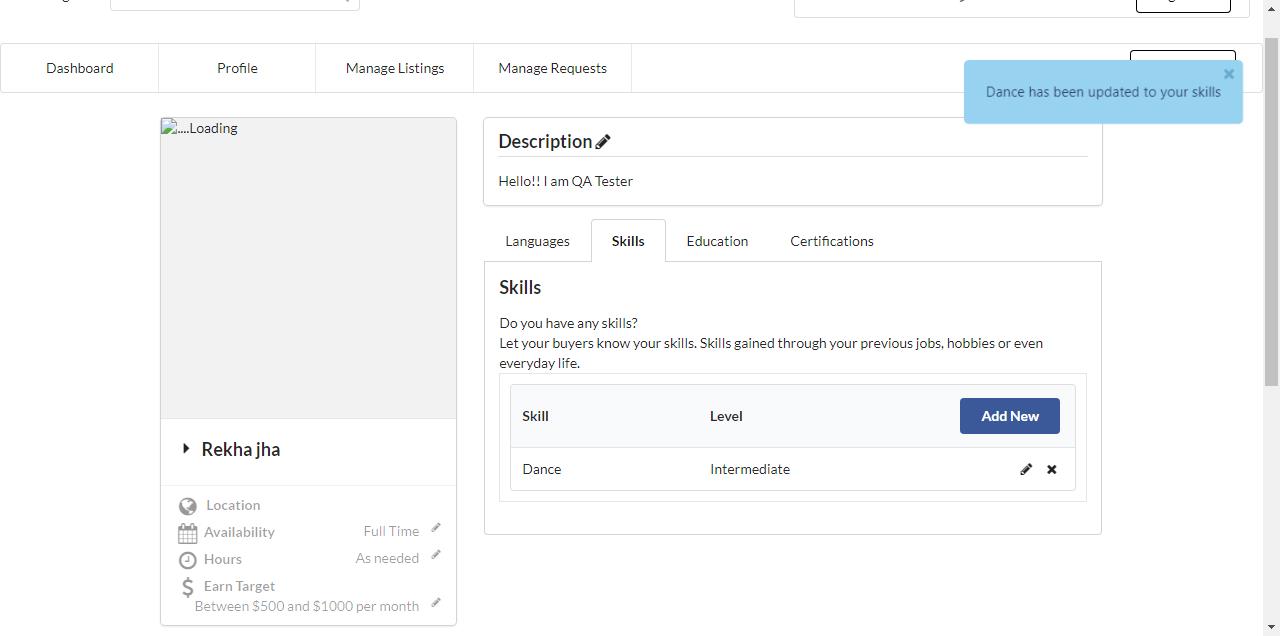 Dashboard
Profile
Manage Listings
Manage Requests
Dance has been updated to your skills
....Loading
Rekha jha
Location
Availability
Full Time
Hours
As needed
Earn Target
Between $500 and $1000 per month
Description
Hello!! I am QA Tester
Languages
Skills
Education
Certifications
Skills
Do you have any skills?
Let your buyers know your skills. Skills gained through your previous jobs, hobbies or even
everyday life.
Skill
Level
Add New
Dance
Intermediate